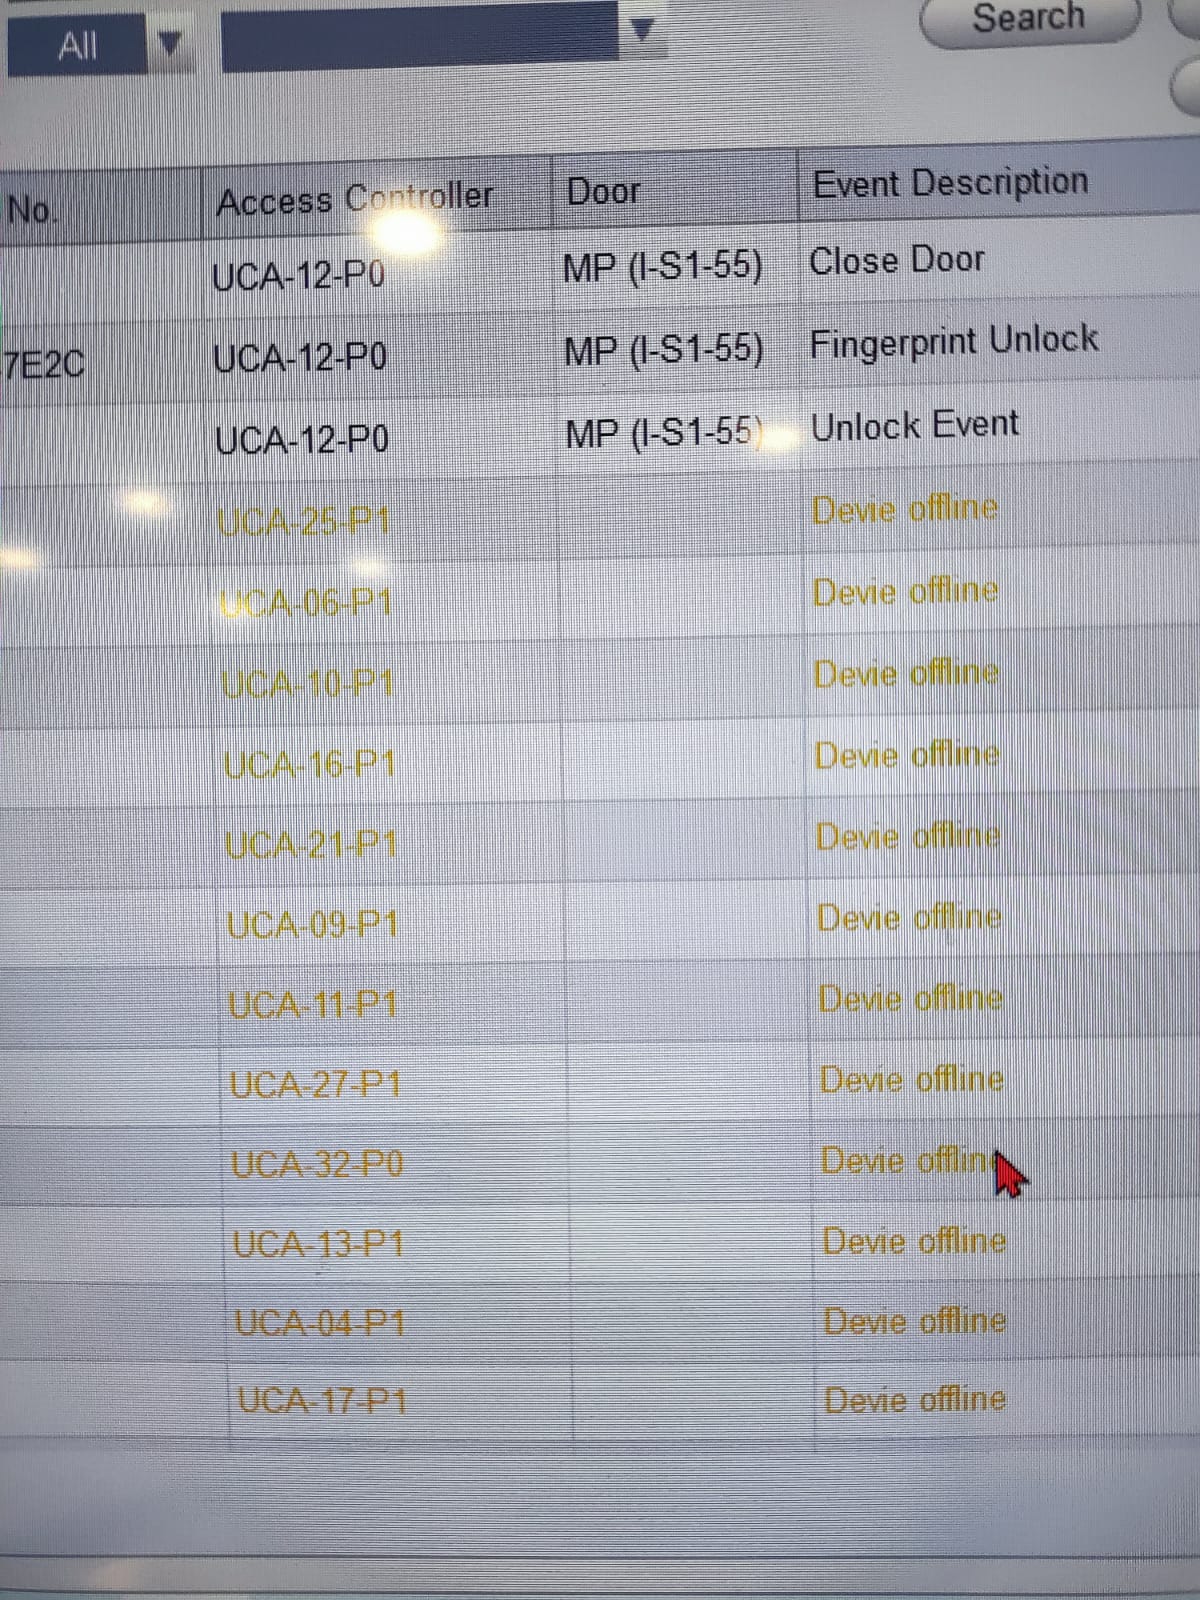 All Search
No. Access Controller Door Event Description
UCA-12-P0 MP (I-S1-55) Close Door
7E2C UCA-12-P0 MP (I-S1-55) Fingerprint Unlock
UCA-12-P0 MP (I-S1-55) Unlock Event
UCA-25-P1 Devie offline
UCA-06-P1 Devie offline
UCA-10-P1 Devie offline
UCA-16-P1 Devie offline
UCA-21-P1 Devie offline
UCA-09-P1 Devie offline
UCA-11-P1 Devie offline
UCA-27-P1 Devie offline
UCA-32-P0 Devie offline
UCA-13-P1 Devie offline
UCA-04-P1 Devie offline
UCA-17-P1 Devie offline